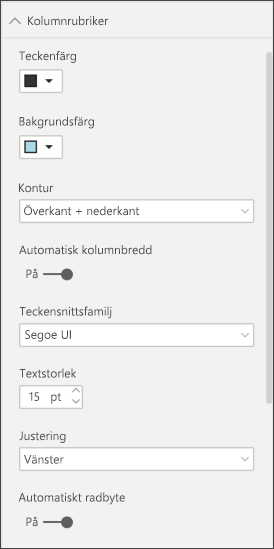 Kolumnrubriker
Teckenfärg
Bakgrundsfärg
Kontur
Överkant + nederkant
Automatisk kolumnbredd
På
Teckensnittsfamilj
Segoe UI
Textstorlek
15 pt
Justering
Vänster
Automatiskt radbyte
På